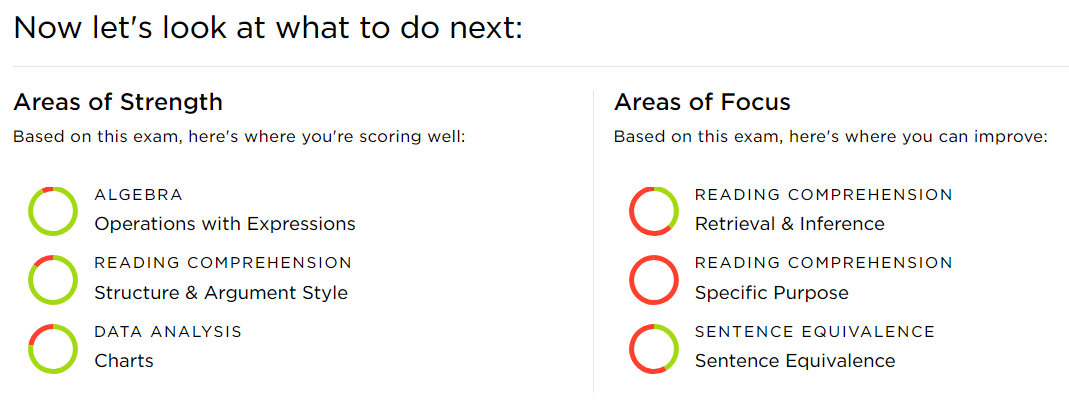 Now let's look at what to do next:
Areas of Strength
Based on this exam, here's where you're scoring well:
ALGEBRA
Operations with Expressions
READING COMPREHENSION
Structure & Argument Style
DATA ANALYSIS
Charts
Areas of Focus
Based on this exam, here's where you can improve:
READING COMPREHENSION
Retrieval & Inference
READING COMPREHENSION
Specific Purpose
SENTENCE EQUIVALENCE
Sentence Equivalence